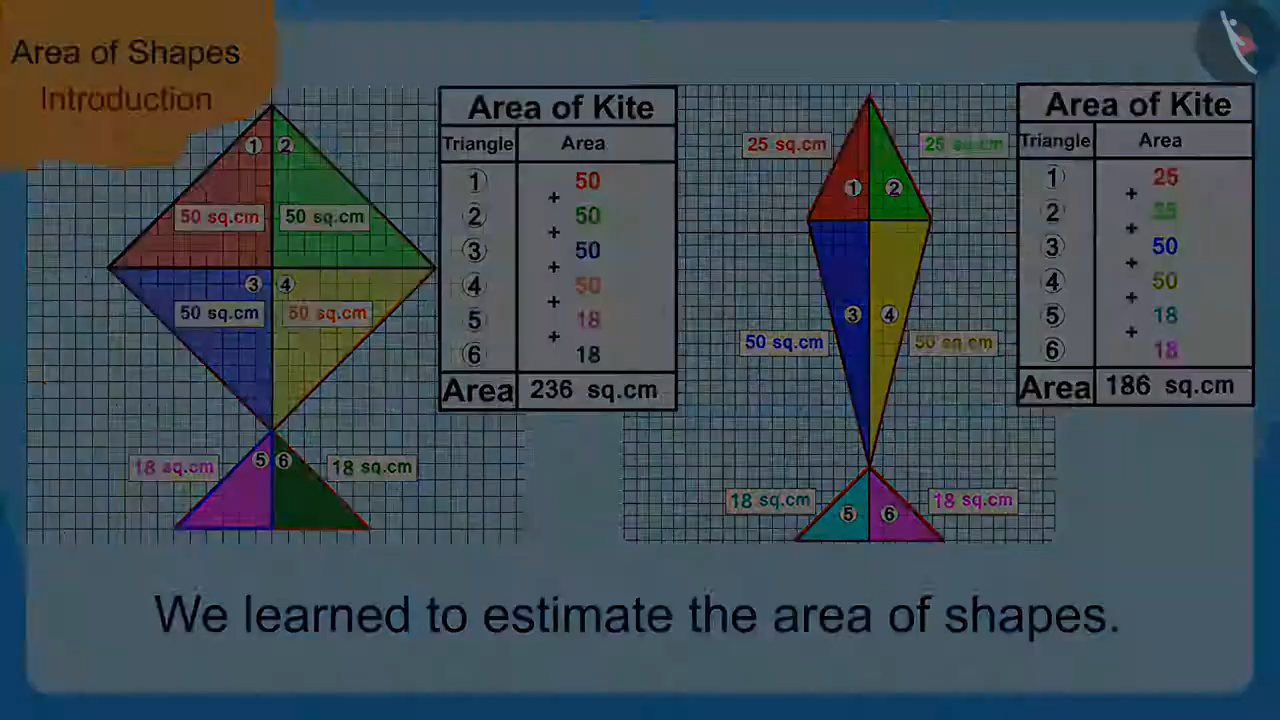 Area of Shapes
Introduction
1 2
50 sq.cm 50 sq.cm
3 4
50 sq.cm 50 sq.cm
5 6
18 sq.cm 18 sq.cm
Area of Kite
Triangle Area
1 50
+
2 50
+
3 50
+
4 50
+
5 18
+
6 18
Area 236 sq.cm
25 sq.cm 25 sq.cm
1 2
3 4
50 sq.cm 50 sq.cm
18 sq.cm 18 sq.cm
5 6
Area of Kite
Triangle Area
1 25
+
2
+
3 50
+
4 50
+
5 18
+
6 18
Area 186 sq.cm
We learned to estimate the area of shapes.